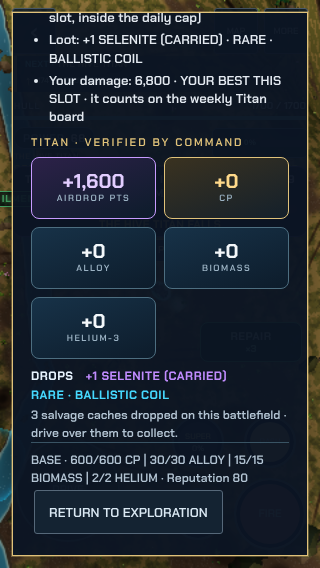 slot, inside the daily cap)
• Loot: +1 SELENITE (CARRIED) · RARE ·
BALLISTIC COIL
• Your damage: 6,800 · YOUR BEST THIS
SLOT · it counts on the weekly Titan
board
TITAN · VERIFIED BY COMMAND
+1,600
AIRDROP PTS
+0
CP
+0
ALLOY
+0
BIOMASS
+0
HELIUM-3
REPAIR
DROPS +1 SELENITE (CARRIED)
RARE · BALLISTIC COIL
3 salvage caches dropped on this battlefield ·
drive over them to collect.
BASE · 600/600 CP | 30/30 ALLOY | 15/15
BIOMASS | 2/2 HELIUM · Reputation 80
RETURN TO EXPLORATION